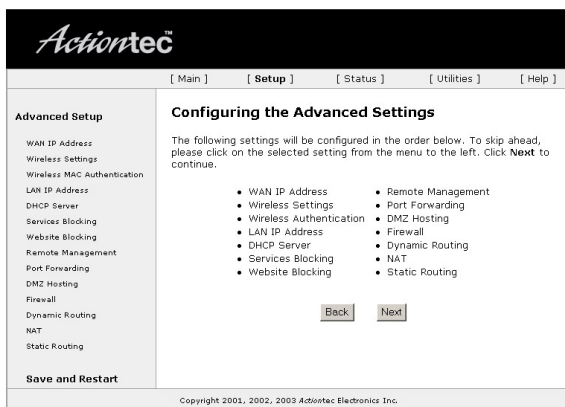 Actiontec
[ Main ] [ Setup ] [ Status ] [ Utilities ] [ Help ]
Advanced Setup
WAN IP Address
Wireless Settings
Wireless MAC Authentication
LAN IP Address
DHCP Server
Services Blocking
Website Blocking
Remote Management
Port Forwarding
DMZ Hosting
Firewall
Dynamic Routing
NAT
Static Routing
Save and Restart
Configuring the Advanced Settings
The following settings will be configured in the order below. To skip ahead,
please click on the selected setting from the menu to the left. Click Next to
continue.
• WAN IP Address
• Wireless Settings
• Wireless Authentication
• LAN IP Address
• DHCP Server
• Services Blocking
• Website Blocking
• Remote Management
• Port Forwarding
• DMZ Hosting
• Firewall
• Dynamic Routing
• NAT
• Static Routing
Back Next
Copyright 2001, 2002, 2003 Actiontec Electronics Inc.